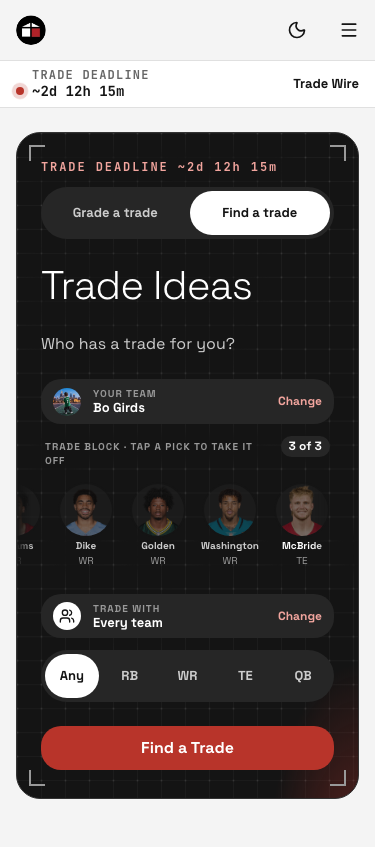 TRADE DEADLINE
~2d 12h 15m
Trade Wire
TRADE DEADLINE ~2d 12h 15m
Grade a trade
Find a trade
Trade Ideas
Who has a trade for you?
YOUR TEAM
Bo Girds
Change
TRADE BLOCK · TAP A PICK TO TAKE IT
OFF
3 of 3
ms
Dike
WR
Golden
WR
Washington
WR
McBride
TE
TRADE WITH
Every team
Change
Any
RB
WR
TE
QB
Find a Trade